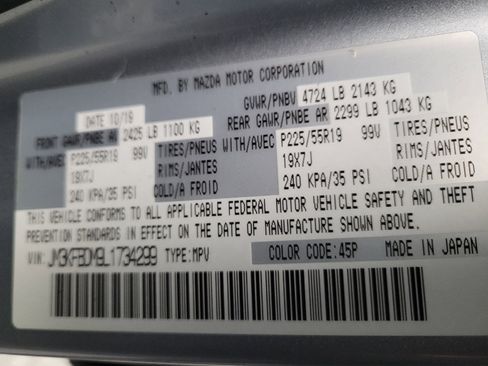 MFD. BY MAZDA MOTOR CORPORATION
DATE 10/19 GVWR/PNBV 4724 LB 2143 KG
FRONT GAWR/PNBE AV 2425 LB 1100 KG REAR GAWR/PNBE AR 2299 LB 1043 KG
WITH/AVEC P225/55R19 99V TIRES/PNEUS WITH/AVEC P225/55R19 99V TIRES/PNEUS
19X7J RIMS/JANTES 19X7J RIMS/JANTES
240 KPA/35 PSI COLD/A FROID 240 KPA/35 PSI COLD/A FROID
THIS VEHICLE CONFORMS TO ALL APPLICABLE FEDERAL MOTOR VEHICLE SAFETY AND THEFT
PREVENTION STANDARDS IN EFFECT ON THE DATE OF MANUFACTURE SHOWN ABOVE.
VIN: JM3KFBDM9L1734299 TYPE:MPV COLOR CODE:45P MADE IN JAPAN